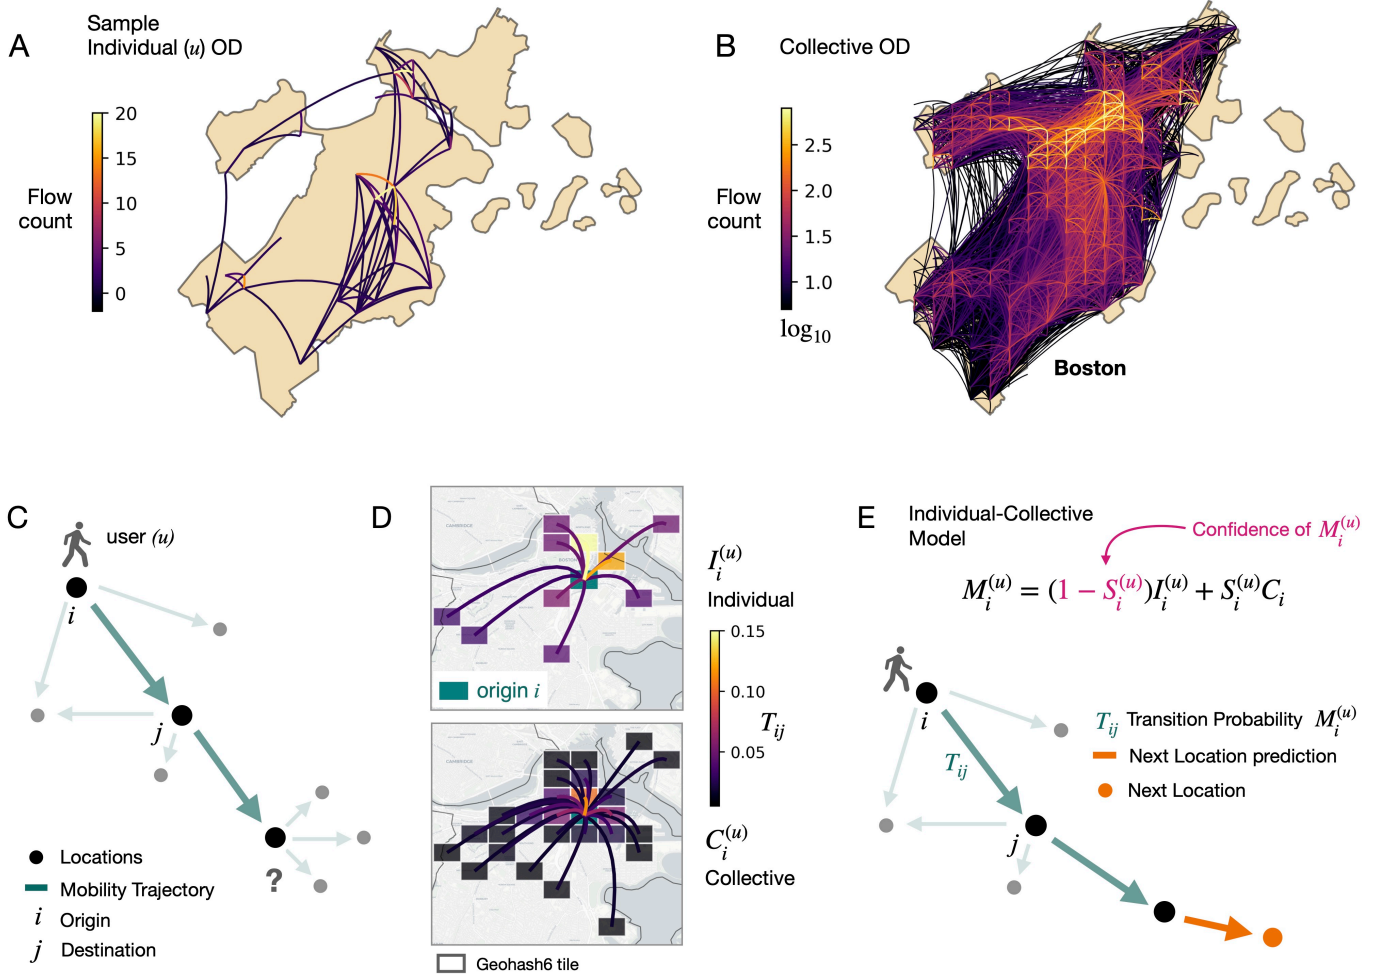 A
Sample
Individual (u) OD
Flow
count
20
15
10
5
0
B
Collective OD
Flow
count
2.5
2.0
1.5
1.0
log10
Boston
C
user (u)
i
j
?
Locations
Mobility Trajectory
i Origin
j Destination
D
CAMBRIDGE
BOSTON
origin i
I_i^(u)
Individual
0.15
0.10
0.05
T_ij
CAMBRIDGE
C_i^(u)
Collective
Geohash6 tile
E
Individual-Collective
Model
Confidence of M_i^(u)
M_i^(u) = (1 − S_i^(u))I_i^(u) + S_i^(u)C_i
i
T_ij
j
T_ij Transition Probability M_i^(u)
Next Location prediction
Next Location